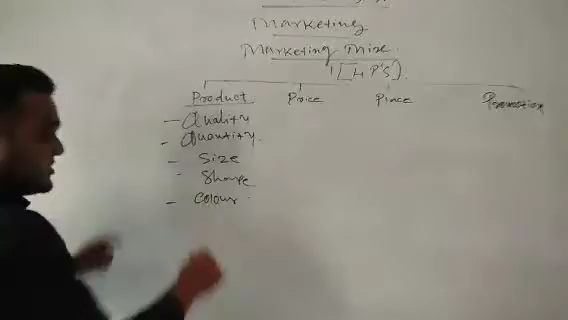 Marketing
Marketing Mix.
[4 P's].
Product Price Place Promotion
- Quality
- Quantity.
- Size
- Shape
- Colour.